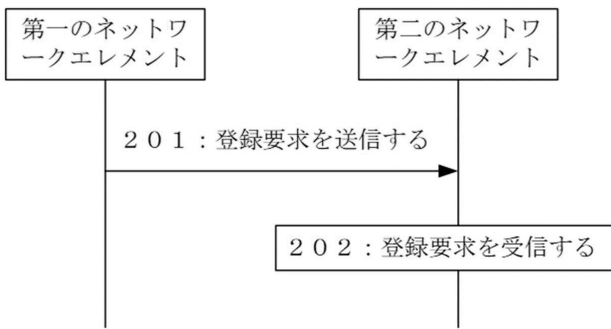 第一のネットワ
ークエレメント
第二のネットワ
ークエレメント
２０１：登録要求を送信する
２０２：登録要求を受信する